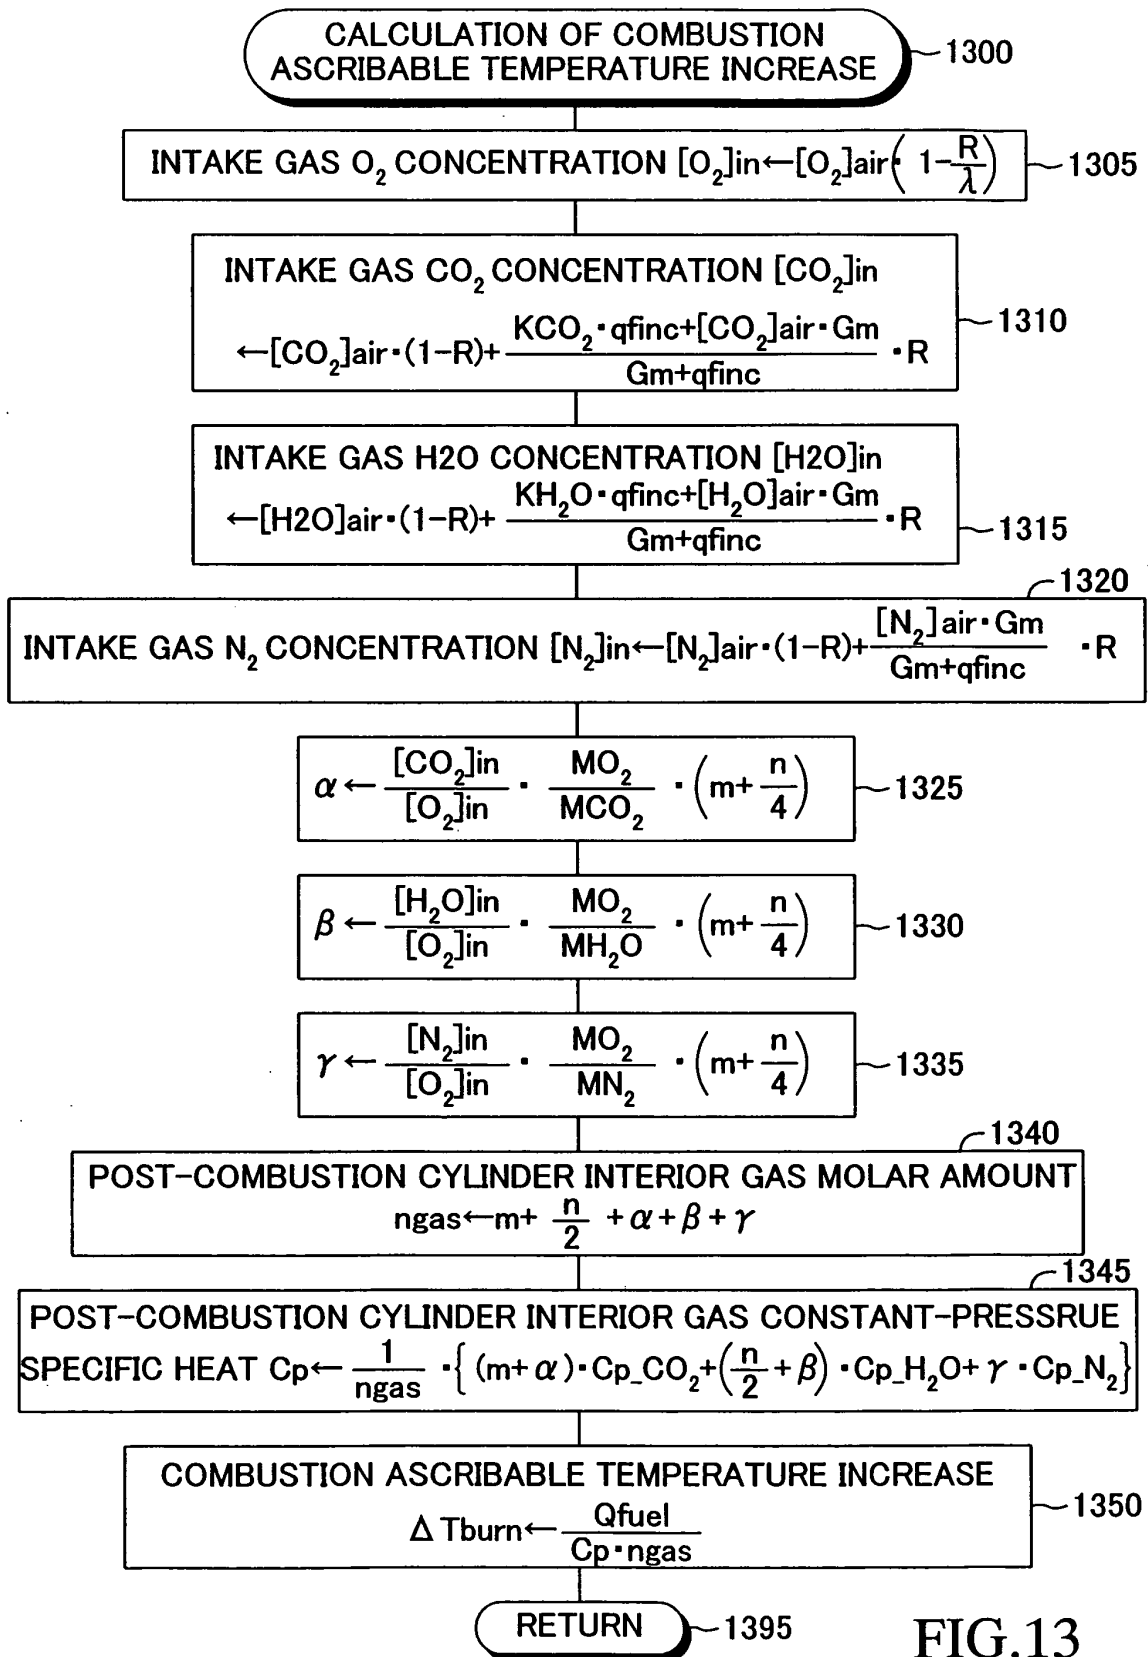 CALCULATION OF COMBUSTION
ASCRIBABLE TEMPERATURE INCREASE
1300
INTAKE GAS O₂ CONCENTRATION [O₂]in←[O₂]air·(1-R/λ)
1305
INTAKE GAS CO₂ CONCENTRATION [CO₂]in
←[CO₂]air·(1-R)+ (KCO₂·qfinc+[CO₂]air·Gm)/(Gm+qfinc) ·R
1310
INTAKE GAS H2O CONCENTRATION [H2O]in
←[H2O]air·(1-R)+ (KH₂O·qfinc+[H₂O]air·Gm)/(Gm+qfinc) ·R
1315
1320
INTAKE GAS N₂ CONCENTRATION [N₂]in←[N₂]air·(1-R)+ ([N₂]air·Gm)/(Gm+qfinc) ·R
α← [CO₂]in/[O₂]in · MO₂/MCO₂ ·(m+ n/4)
1325
β← [H₂O]in/[O₂]in · MO₂/MH₂O ·(m+ n/4)
1330
γ← [N₂]in/[O₂]in · MO₂/MN₂ ·(m+ n/4)
1335
1340
POST-COMBUSTION CYLINDER INTERIOR GAS MOLAR AMOUNT
ngas←m+ n/2 +α+β+γ
1345
POST-COMBUSTION CYLINDER INTERIOR GAS CONSTANT-PRESSRUE
SPECIFIC HEAT Cp← 1/ngas ·{(m+α)·Cp_CO₂+(n/2+β)·Cp_H₂O+γ·Cp_N₂}
COMBUSTION ASCRIBABLE TEMPERATURE INCREASE
ΔTburn← Qfuel/(Cp·ngas)
1350
RETURN
1395
FIG.13